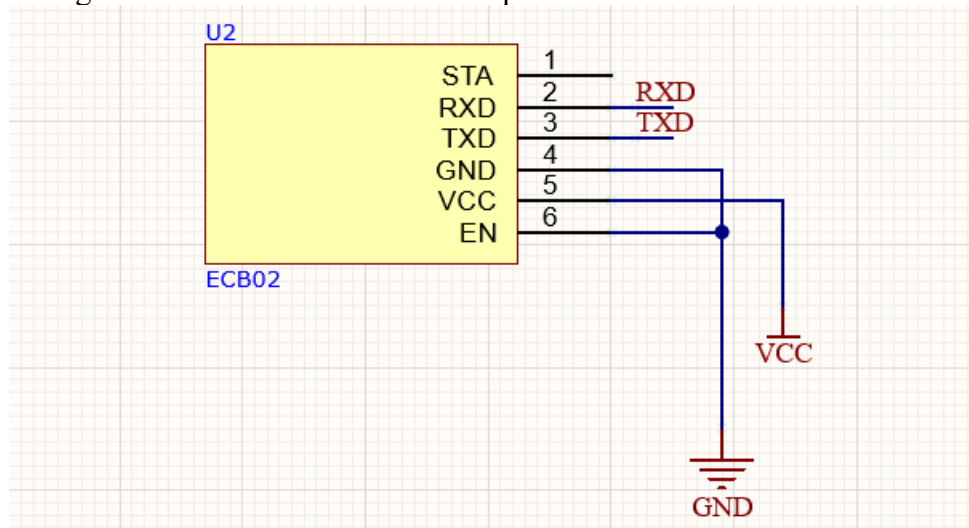 U2
STA 1
RXD 2 RXD
TXD 3 TXD
GND 4
VCC 5
EN 6
ECB02
VCC
GND